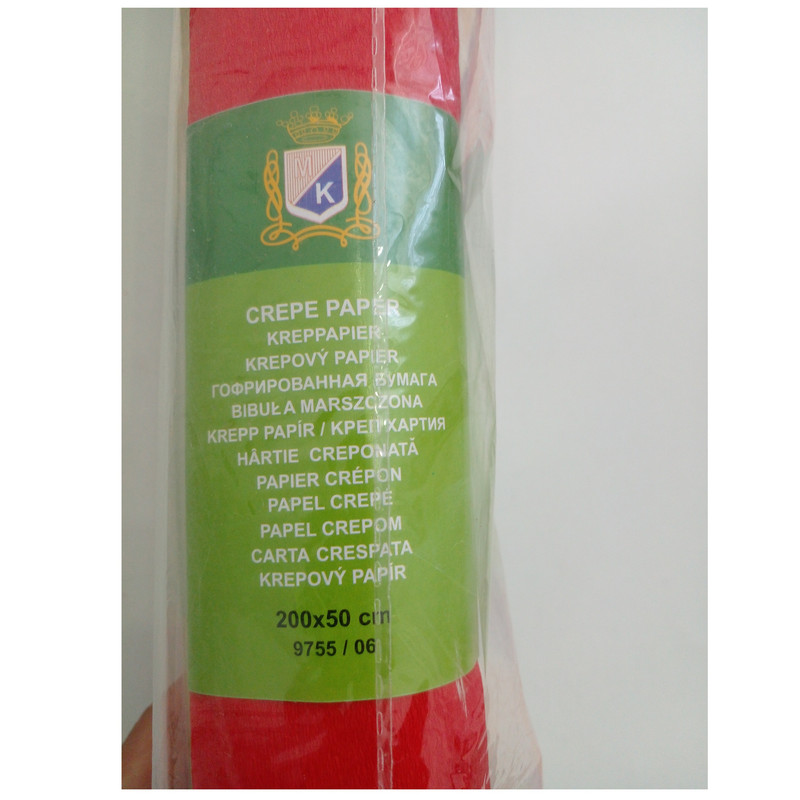 M
K
CREPE PAPER
KREPPAPIER
KREPOVÝ PAPIER
ГОФРИРОВАННАЯ БУМАГА
BIBUŁA MARSZCZONA
KREPP PAPÍR / КРЕП ХАРТИЯ
HÂRTIE CREPONATĂ
PAPIER CRÉPON
PAPEL CREPÉ
PAPEL CREPOM
CARTA CRESPATA
KREPOVÝ PAPÍR
200x50 cm
9755 / 06